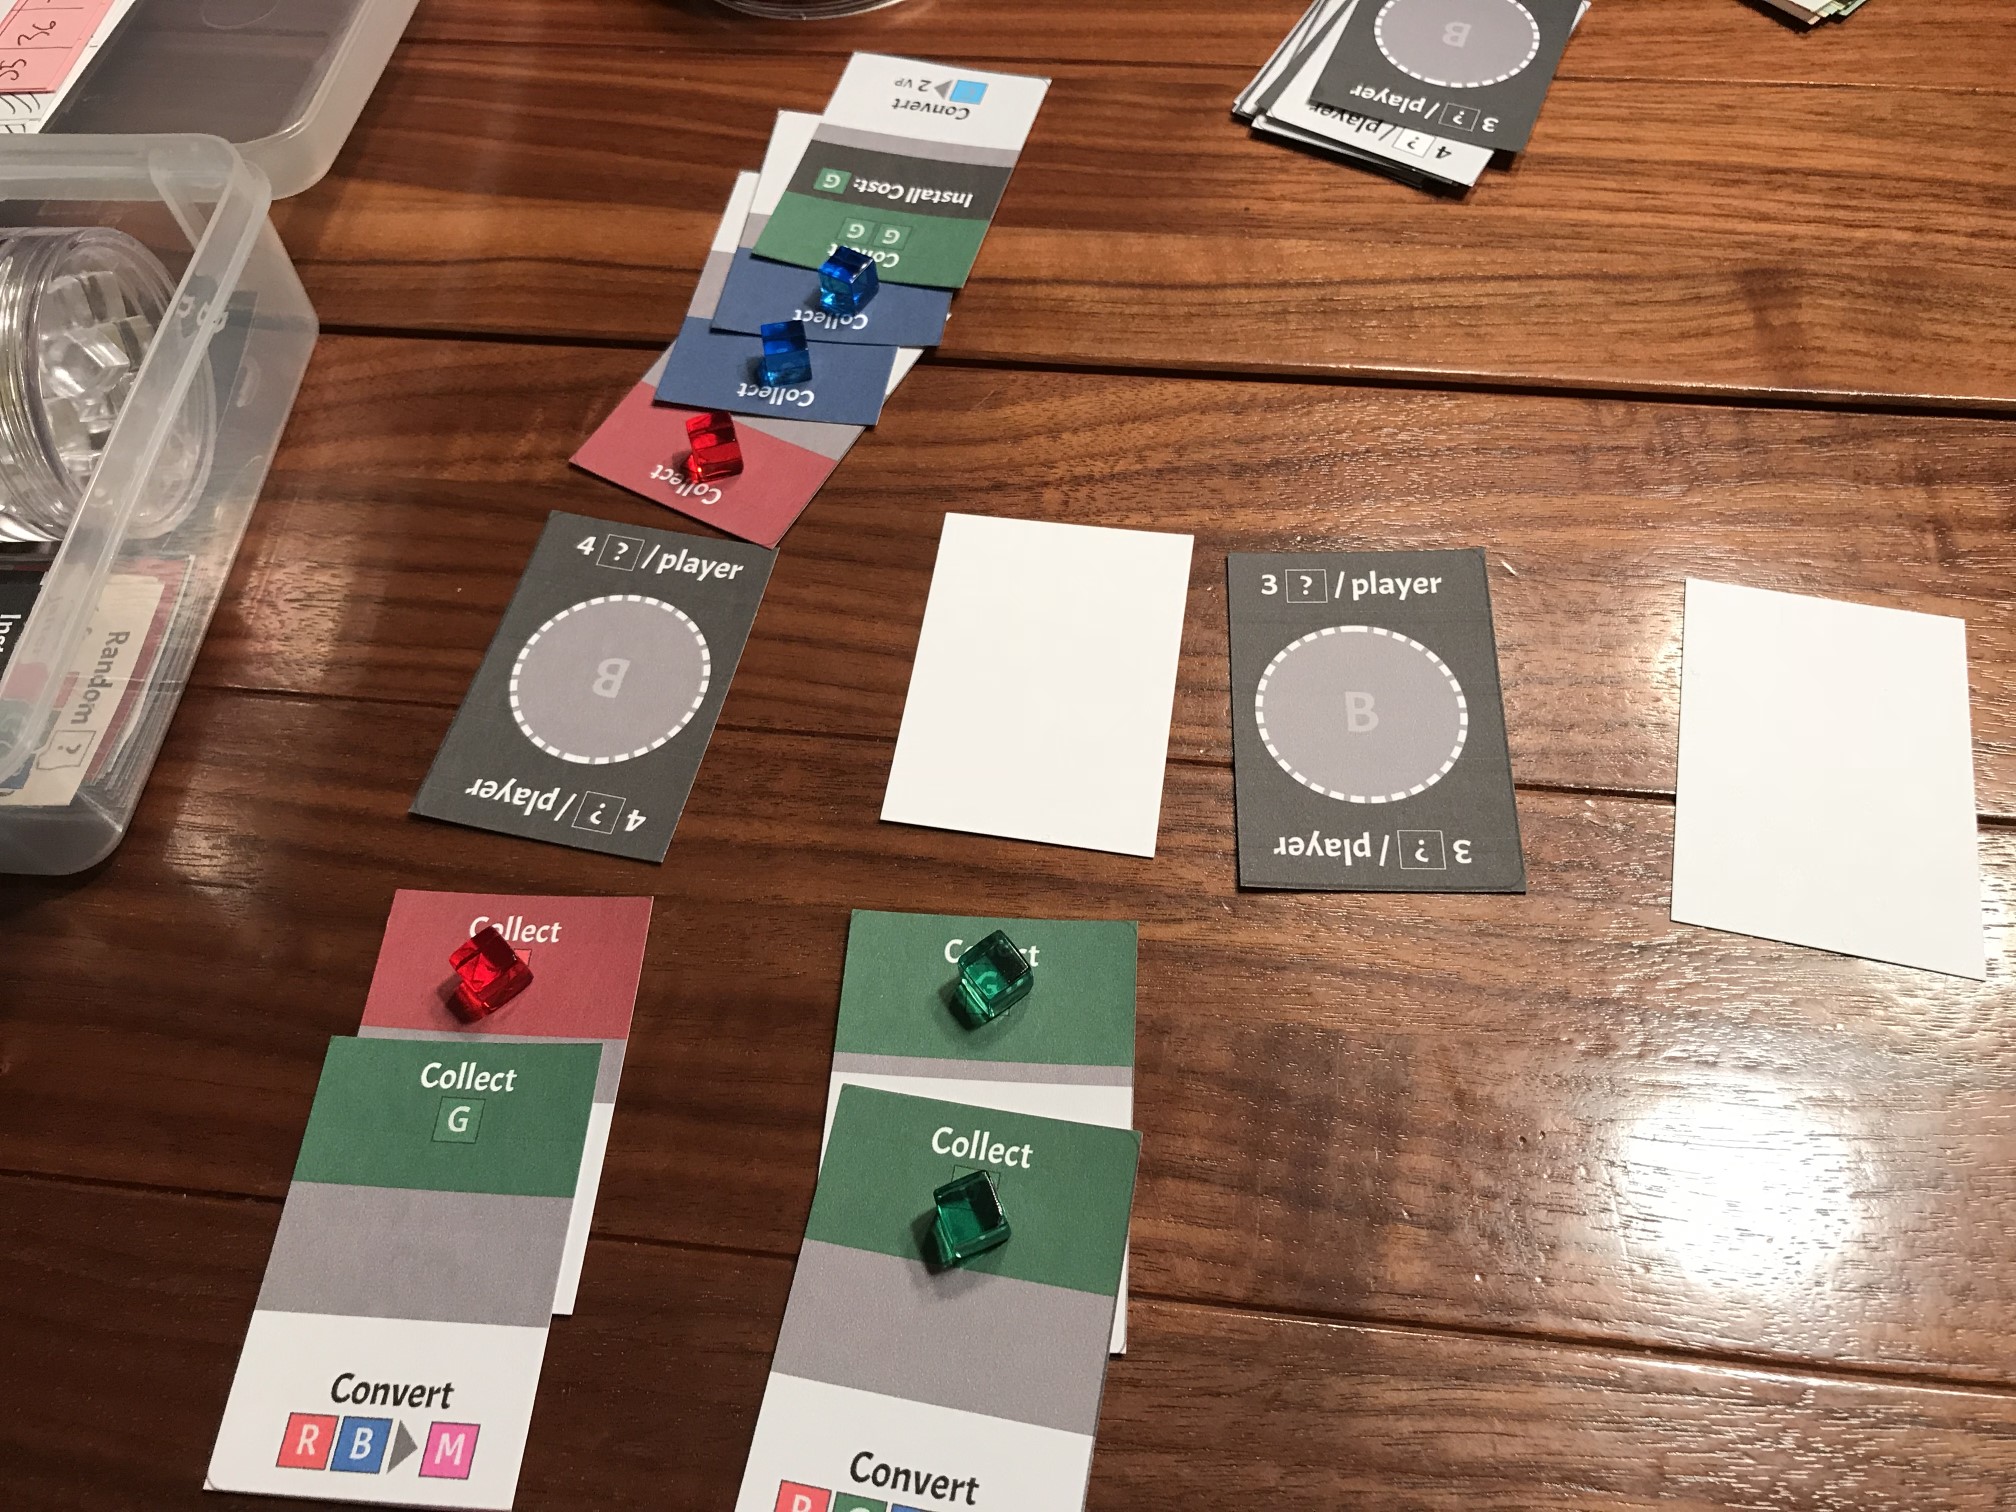 Random
?
35 36
Convert
R B M
Collect
G
Collect
4 ? /player
B
4 ? /player
Collect
Collect
Collect
G G
Install Cost: G
Convert
2 VP
Convert
Collect
G
3 ? /player
B
3 ? /player
4 ? /player
3 ? /player
B